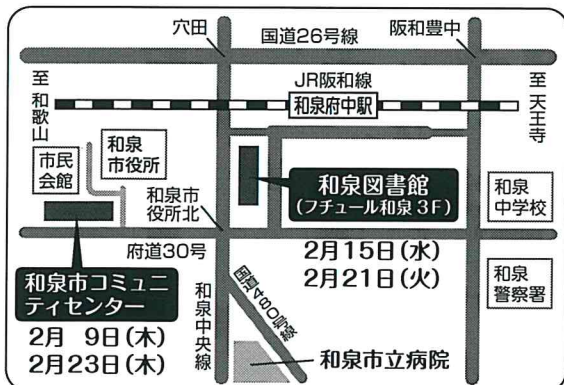 穴田
国道26号線
阪和豊中
至和歌山
JR阪和線
和泉府中駅
至天王寺
市民会館
和泉市役所
和泉市役所北
和泉図書館
(フチュール和泉3F)
和泉中学校
府道30号
2月15日(水)
2月21日(火)
和泉市コミュニ
ティセンター
2月 9日(木)
2月23日(木)
和泉中央線
国道480号線
和泉警察署
和泉市立病院